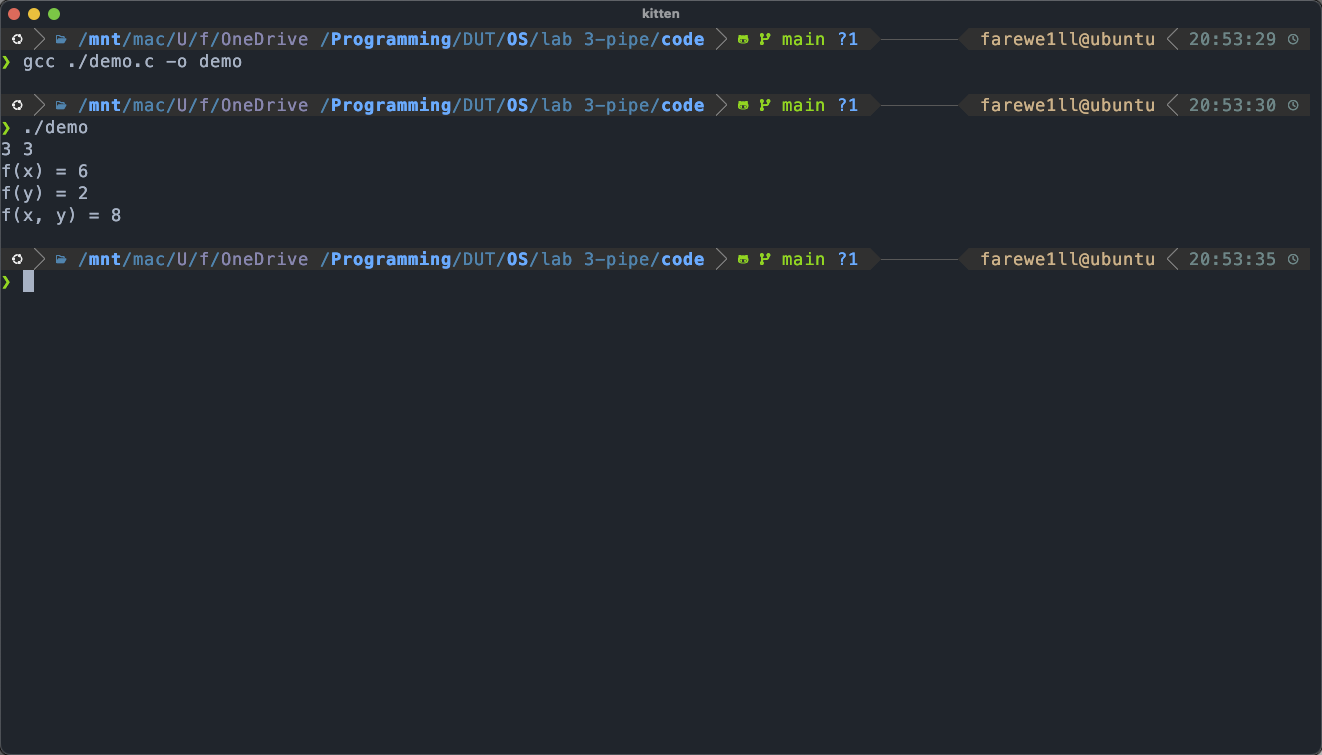 kitten
/mnt/mac/U/f/OneDrive /Programming/DUT/OS/lab 3-pipe/code main ?1 farewe1ll@ubuntu 20:53:29
❯ gcc ./demo.c -o demo
/mnt/mac/U/f/OneDrive /Programming/DUT/OS/lab 3-pipe/code main ?1 farewe1ll@ubuntu 20:53:30
❯ ./demo
3 3
f(x) = 6
f(y) = 2
f(x, y) = 8
/mnt/mac/U/f/OneDrive /Programming/DUT/OS/lab 3-pipe/code main ?1 farewe1ll@ubuntu 20:53:35
❯